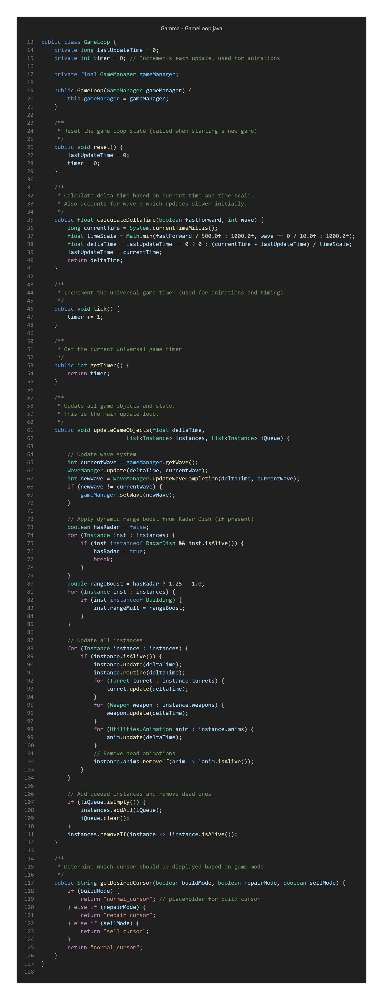 Gamma - GameLoop.java
13 public class GameLoop {
14     private long lastUpdateTime = 0;
15     private int timer = 0; // Increments each update, used for animations
16
17     private final GameManager gameManager;
18
19     public GameLoop(GameManager gameManager) {
20         this.gameManager = gameManager;
21     }
22
23     /**
24      * Reset the game loop state (called when starting a new game)
25      */
26     public void reset() {
27         lastUpdateTime = 0;
28         timer = 0;
29     }
30
31     /**
32      * Calculate delta time based on current time and time scale.
33      * Also accounts for wave 0 which updates slower initially.
34      */
35     public float calculateDeltaTime(boolean fastForward, int wave) {
36         long currentTime = System.currentTimeMillis();
37         float timeScale = Math.min(fastForward ? 500.0f : 1000.0f, wave == 0 ? 10.0f : 1000.0f);
38         float deltaTime = lastUpdateTime == 0 ? 0 : (currentTime - lastUpdateTime) / timeScale;
39         lastUpdateTime = currentTime;
40         return deltaTime;
41     }
42
43     /**
44      * Increment the universal game timer (used for animations and timing)
45      */
46     public void tick() {
47         timer += 1;
48     }
49
50     /**
51      * Get the current universal game timer
52      */
53     public int getTimer() {
54         return timer;
55     }
56
57     /**
58      * Update all game objects and state.
59      * This is the main update loop.
60      */
61     public void updateGameObjects(float deltaTime,
62                           List<Instance> instances, List<Instance> iQueue) {
63
64         // Update wave system
65         int currentWave = gameManager.getWave();
66         WaveManager.update(deltaTime, currentWave);
67         int newWave = WaveManager.updateWaveCompletion(deltaTime, currentWave);
68         if (newWave != currentWave) {
69             gameManager.setWave(newWave);
70         }
71
72         // Apply dynamic range boost from Radar Dish (if present)
73         boolean hasRadar = false;
74         for (Instance inst : instances) {
75             if (inst instanceof RadarDish && inst.isAlive()) {
76                 hasRadar = true;
77                 break;
78             }
79         }
80         double rangeBoost = hasRadar ? 1.25 : 1.0;
81         for (Instance inst : instances) {
82             if (inst instanceof Building) {
83                 inst.rangeMult = rangeBoost;
84             }
85         }
86
87         // Update all instances
88         for (Instance instance : instances) {
89             if (instance.isAlive()) {
90                 instance.update(deltaTime);
91                 instance.routine(deltaTime);
92                 for (Turret turret : instance.turrets) {
93                     turret.update(deltaTime);
94                 }
95                 for (Weapon weapon : instance.weapons) {
96                     weapon.update(deltaTime);
97                 }
98                 for (Utilities.Animation anim : instance.anims) {
99                     anim.update(deltaTime);
100                 }
101                 // Remove dead animations
102                 instance.anims.removeIf(anim -> !anim.isAlive());
103             }
104         }
105
106         // Add queued instances and remove dead ones
107         if (!iQueue.isEmpty()) {
108             instances.addAll(iQueue);
109             iQueue.clear();
110         }
111         instances.removeIf(instance -> !instance.isAlive());
112     }
113
114     /**
115      * Determine which cursor should be displayed based on game mode
116      */
117     public String getDesiredCursor(boolean buildMode, boolean repairMode, boolean sellMode) {
118         if (buildMode) {
119             return "normal_cursor"; // placeholder for build cursor
120         } else if (repairMode) {
121             return "repair_cursor";
122         } else if (sellMode) {
123             return "sell_cursor";
124         }
125         return "normal_cursor";
126     }
127 }
128